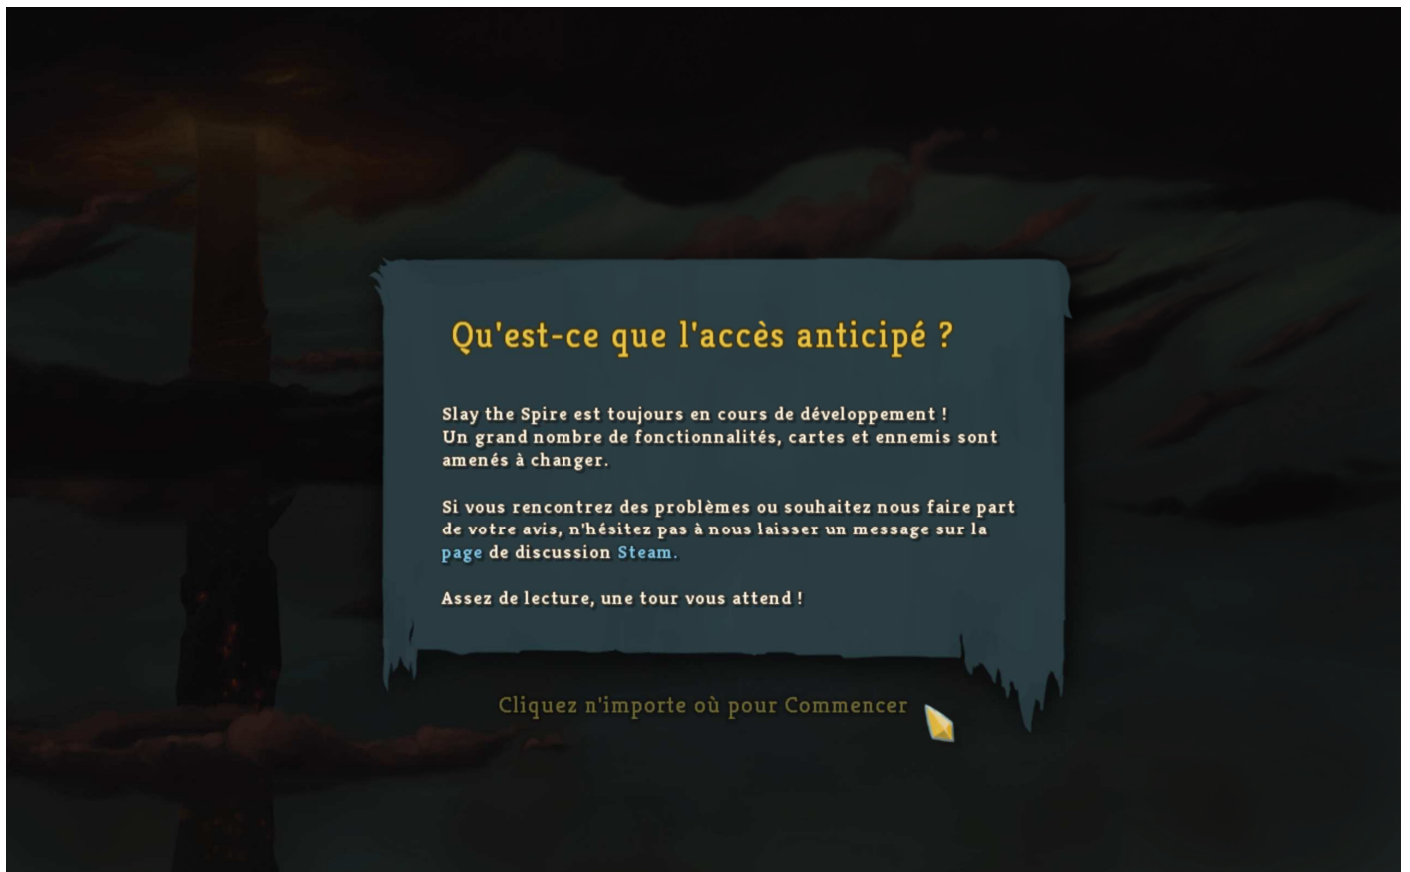 Qu'est-ce que l'accès anticipé ?
Slay the Spire est toujours en cours de développement !
Un grand nombre de fonctionnalités, cartes et ennemis sont
amenés à changer.
Si vous rencontrez des problèmes ou souhaitez nous faire part
de votre avis, n'hésitez pas à nous laisser un message sur la
page de discussion Steam.
Assez de lecture, une tour vous attend !
Cliquez n'importe où pour Commencer